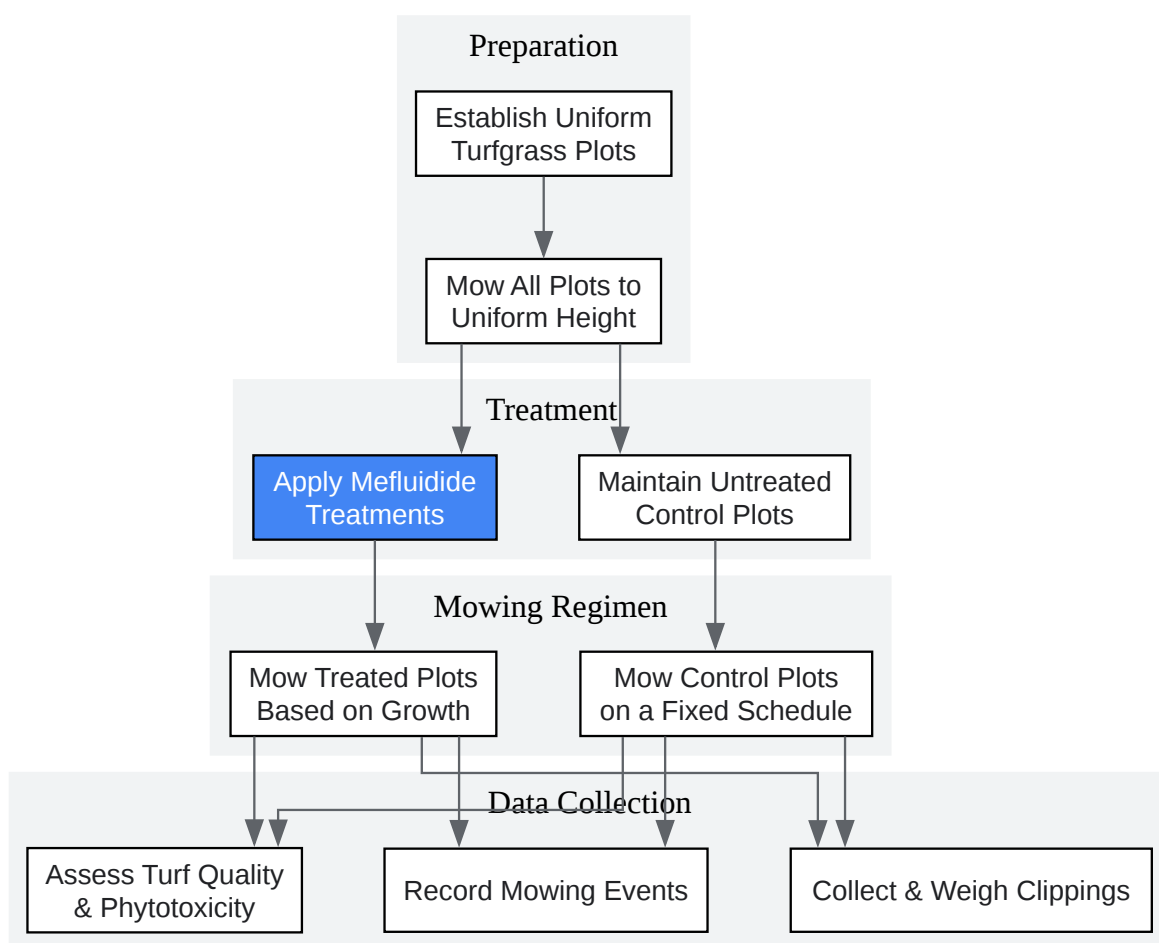 Preparation
Establish Uniform
Turfgrass Plots
Mow All Plots to
Uniform Height
Treatment
Apply Mefluidide
Treatments
Maintain Untreated
Control Plots
Mowing Regimen
Mow Treated Plots
Based on Growth
Mow Control Plots
on a Fixed Schedule
Data Collection
Assess Turf Quality
& Phytotoxicity
Record Mowing Events
Collect & Weigh Clippings